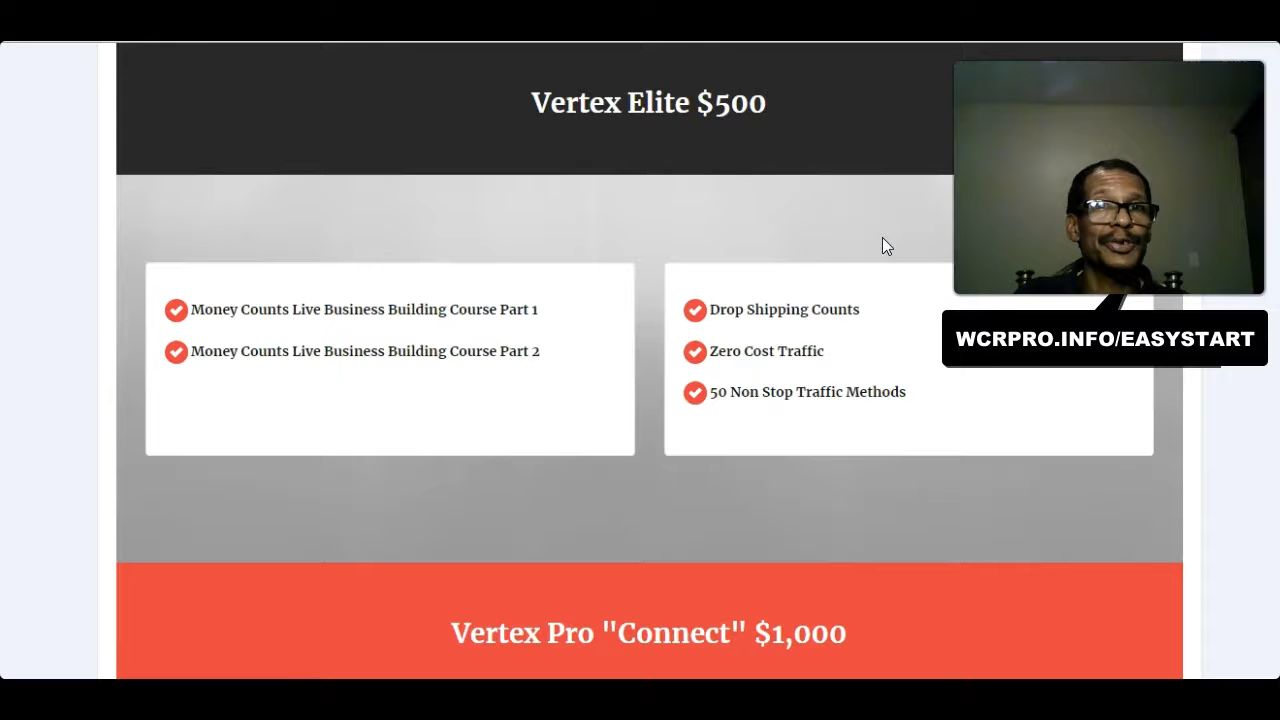 Vertex Elite $500
Money Counts Live Business Building Course Part 1
Money Counts Live Business Building Course Part 2
Drop Shipping Counts
Zero Cost Traffic
50 Non Stop Traffic Methods
WCRPRO.INFO/EASYSTART
Vertex Pro "Connect" $1,000